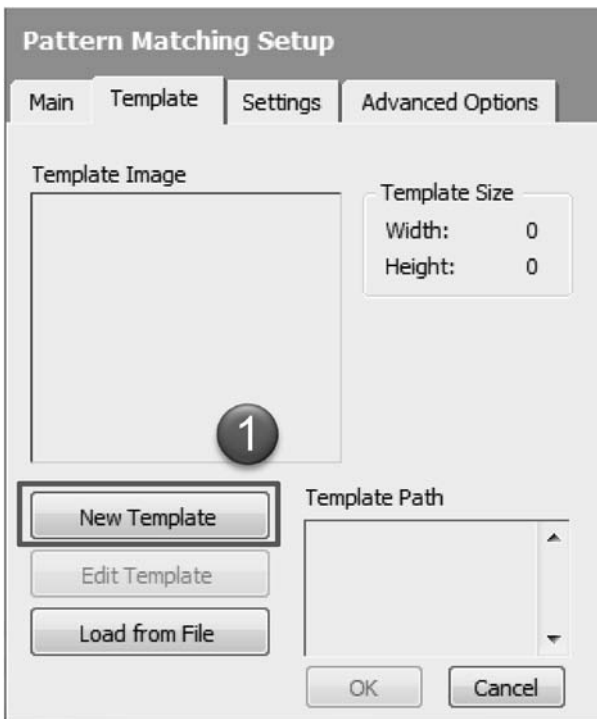 Pattern Matching Setup
Main Template Settings Advanced Options
Template Image
Template Size
Width: 0
Height: 0
1
New Template
Template Path
Edit Template
Load from File
OK Cancel